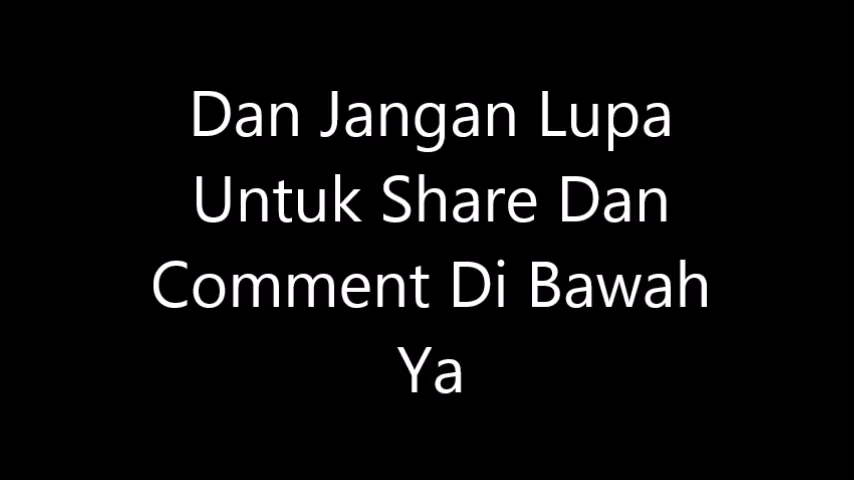 Dan Jangan Lupa
Untuk Share Dan
Comment Di Bawah
Ya